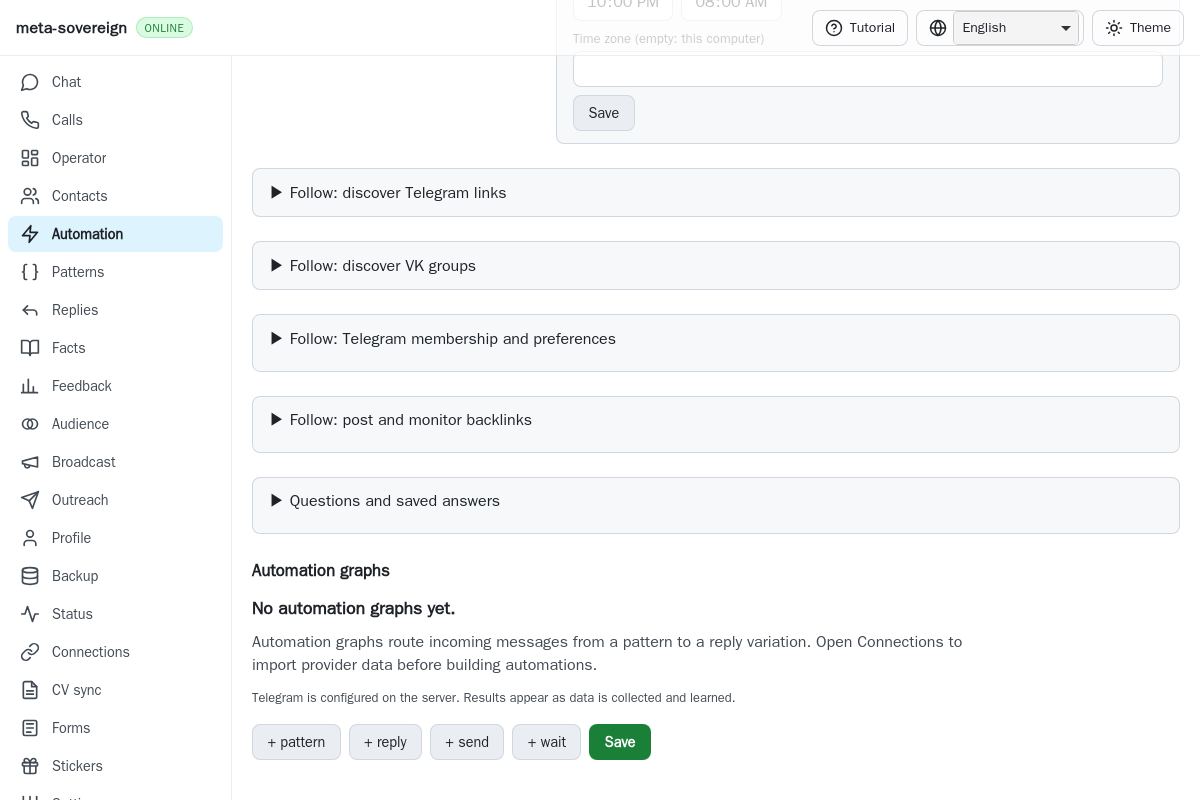 meta-sovereign
ONLINE
10:00 PM
08:00 AM
Time zone (empty: this computer)
Tutorial
English
Theme
Chat
Calls
Operator
Contacts
Automation
Patterns
Replies
Facts
Feedback
Audience
Broadcast
Outreach
Profile
Backup
Status
Connections
CV sync
Forms
Stickers
Save
Follow: discover Telegram links
Follow: discover VK groups
Follow: Telegram membership and preferences
Follow: post and monitor backlinks
Questions and saved answers
Automation graphs
No automation graphs yet.
Automation graphs route incoming messages from a pattern to a reply variation. Open Connections to
import provider data before building automations.
Telegram is configured on the server. Results appear as data is collected and learned.
+ pattern
+ reply
+ send
+ wait
Save